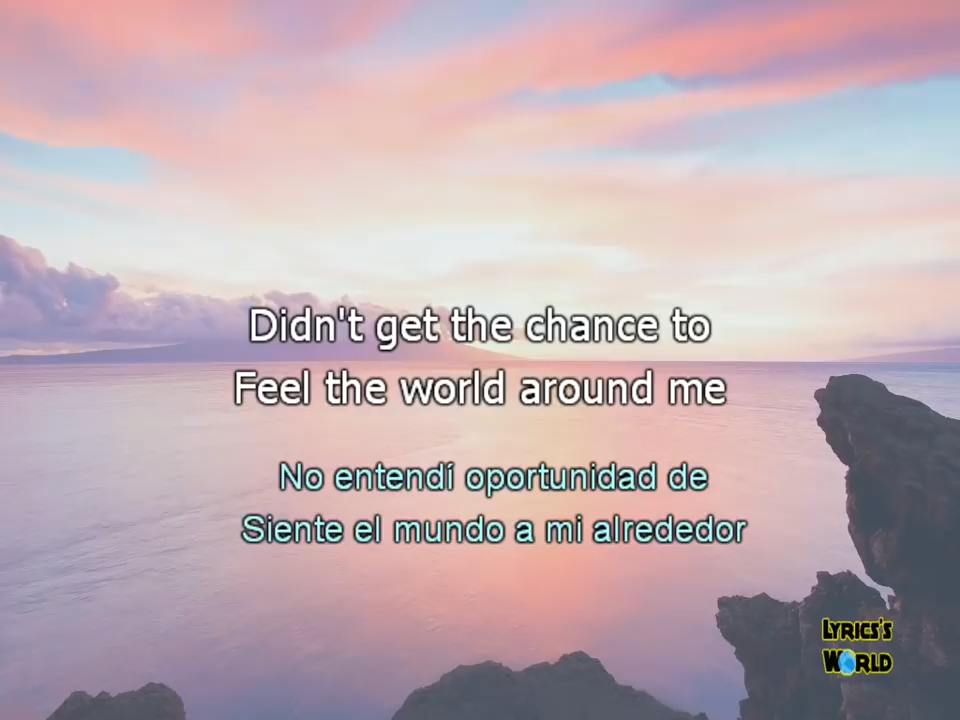 Didn't get the chance to
Feel the world around me
No entendí oportunidad de
Siente el mundo a mi alrededor
LYRICS'S
WORLD